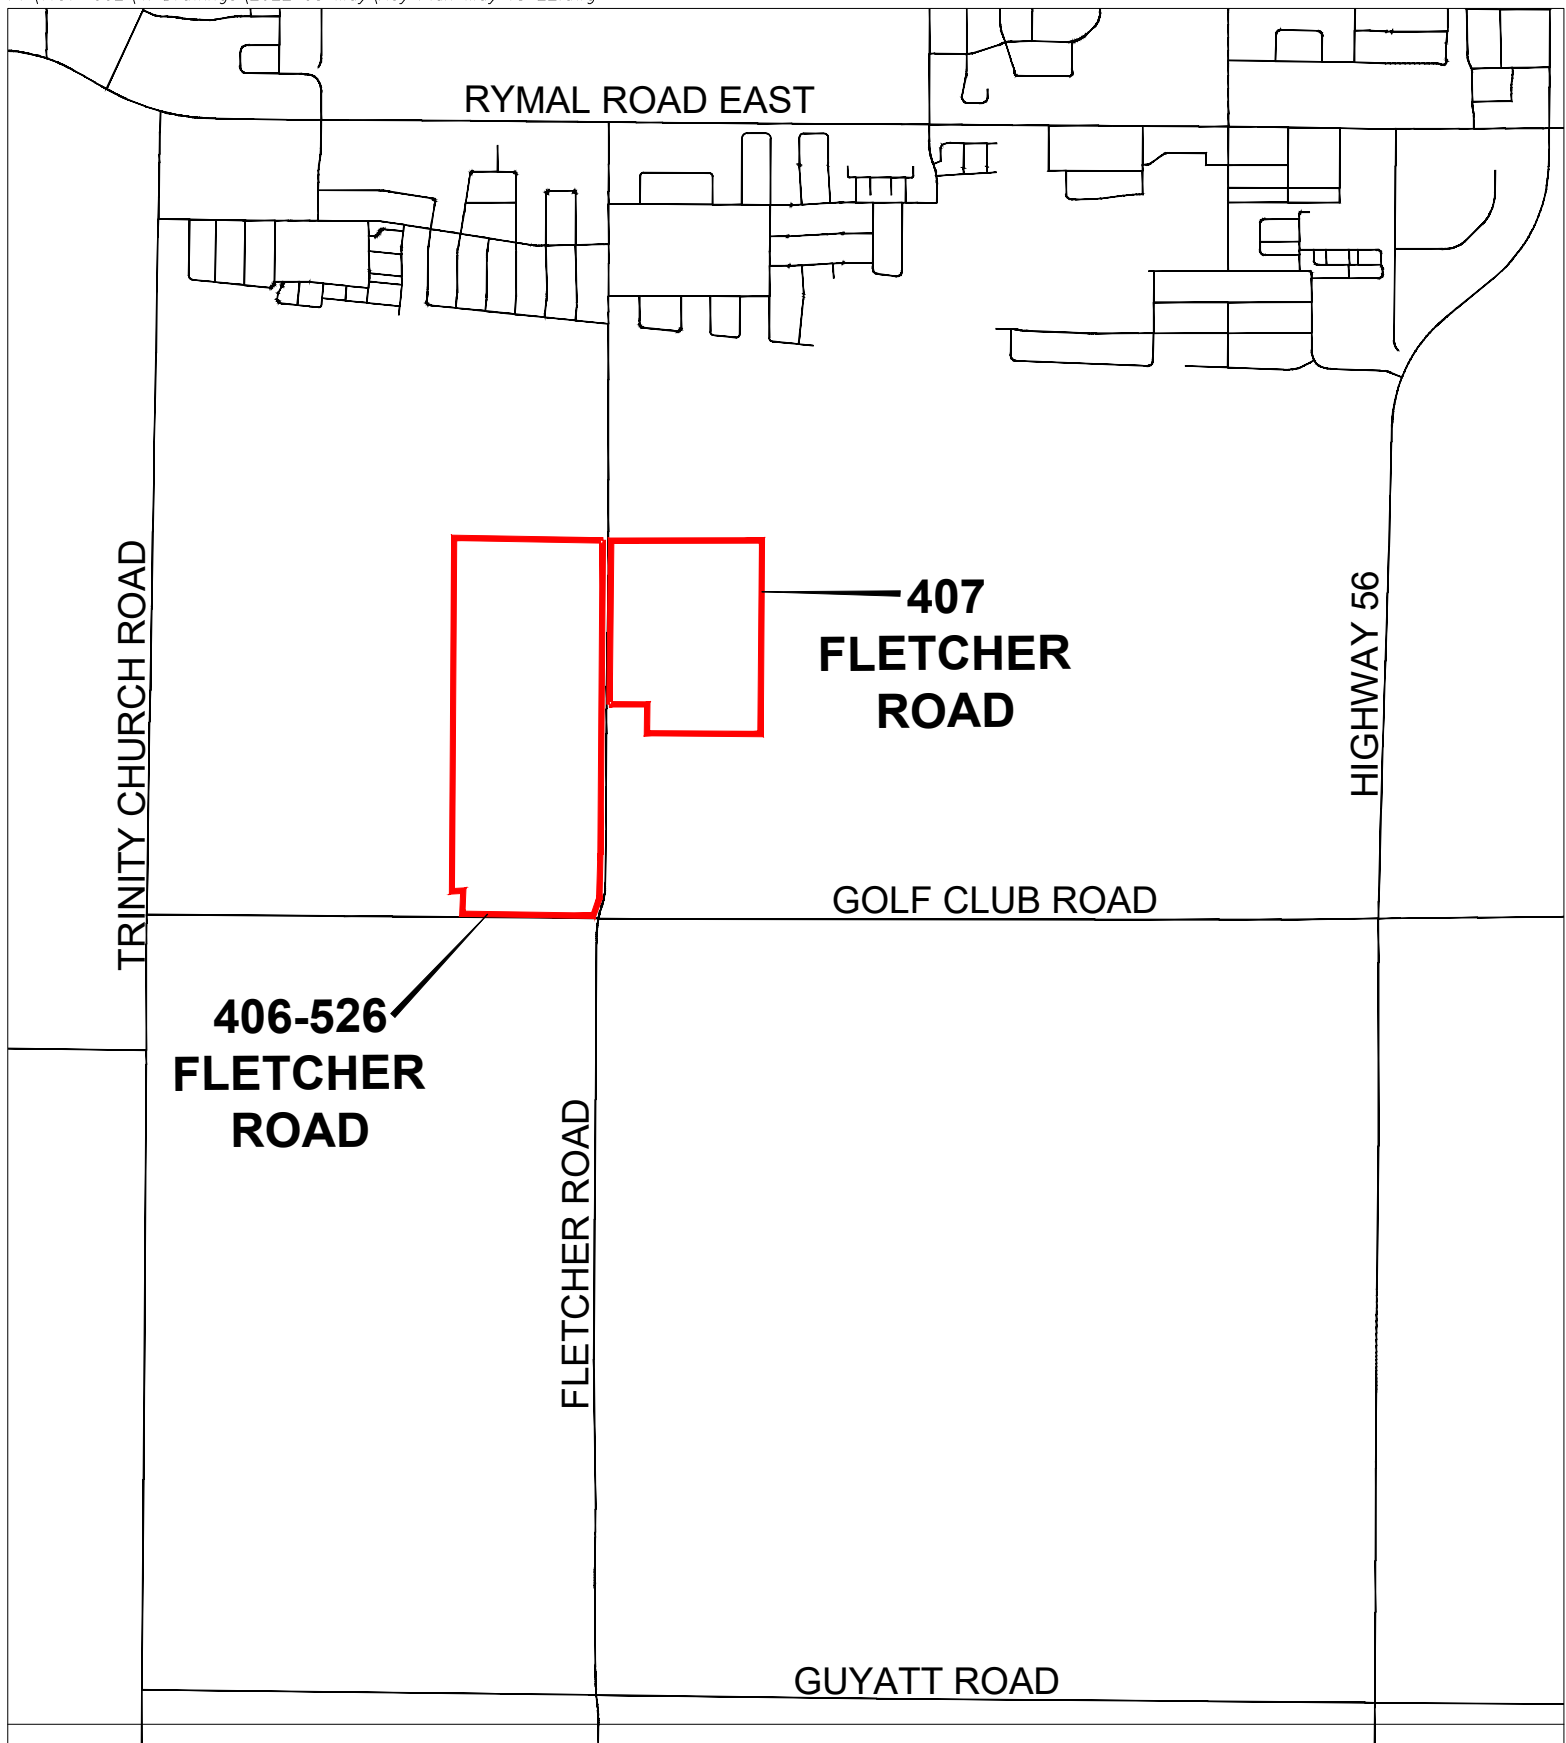 RYMAL ROAD EAST
TRINITY CHURCH ROAD
407
FLETCHER
ROAD
HIGHWAY 56
GOLF CLUB ROAD
406-526
FLETCHER
ROAD
FLETCHER ROAD
GUYATT ROAD